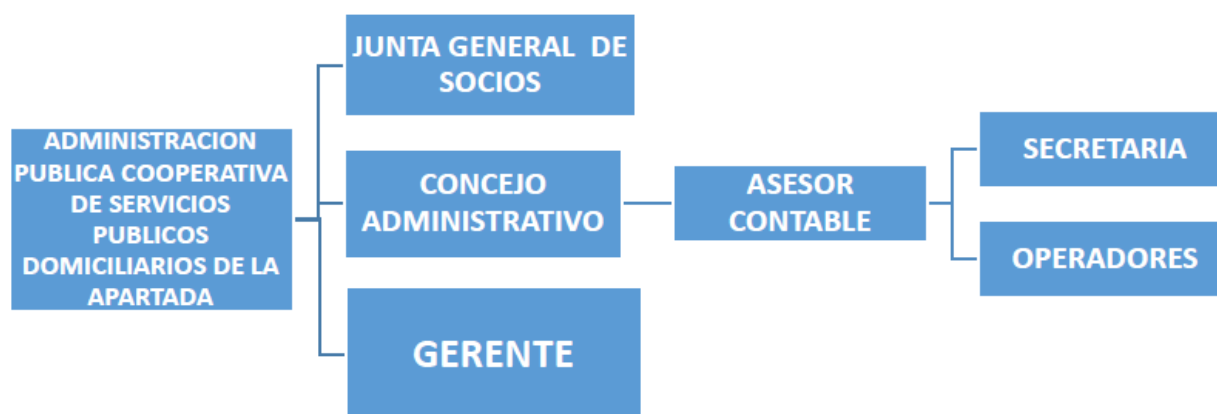 ADMINISTRACION
PUBLICA COOPERATIVA
DE SERVICIOS
PUBLICOS
DOMICILIARIOS DE LA
APARTADA
JUNTA GENERAL DE
SOCIOS
CONCEJO
ADMINISTRATIVO
GERENTE
ASESOR
CONTABLE
SECRETARIA
OPERADORES